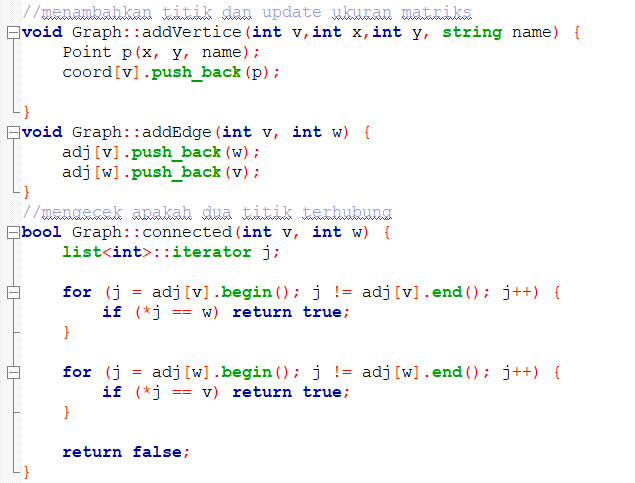 //menambahkan titik dan update ukuran matriks
void Graph::addVertice(int v,int x,int y, string name) {
    Point p(x, y, name);
    coord[v].push_back(p);
}
void Graph::addEdge(int v, int w) {
    adj[v].push_back(w);
    adj[w].push_back(v);
}
//mengecek apakah dua titik terhubung
bool Graph::connected(int v, int w) {
    list<int>::iterator j;
    for (j = adj[v].begin(); j != adj[v].end(); j++) {
        if (*j == w) return true;
    }
    for (j = adj[w].begin(); j != adj[w].end(); j++) {
        if (*j == v) return true;
    }
    return false;
}